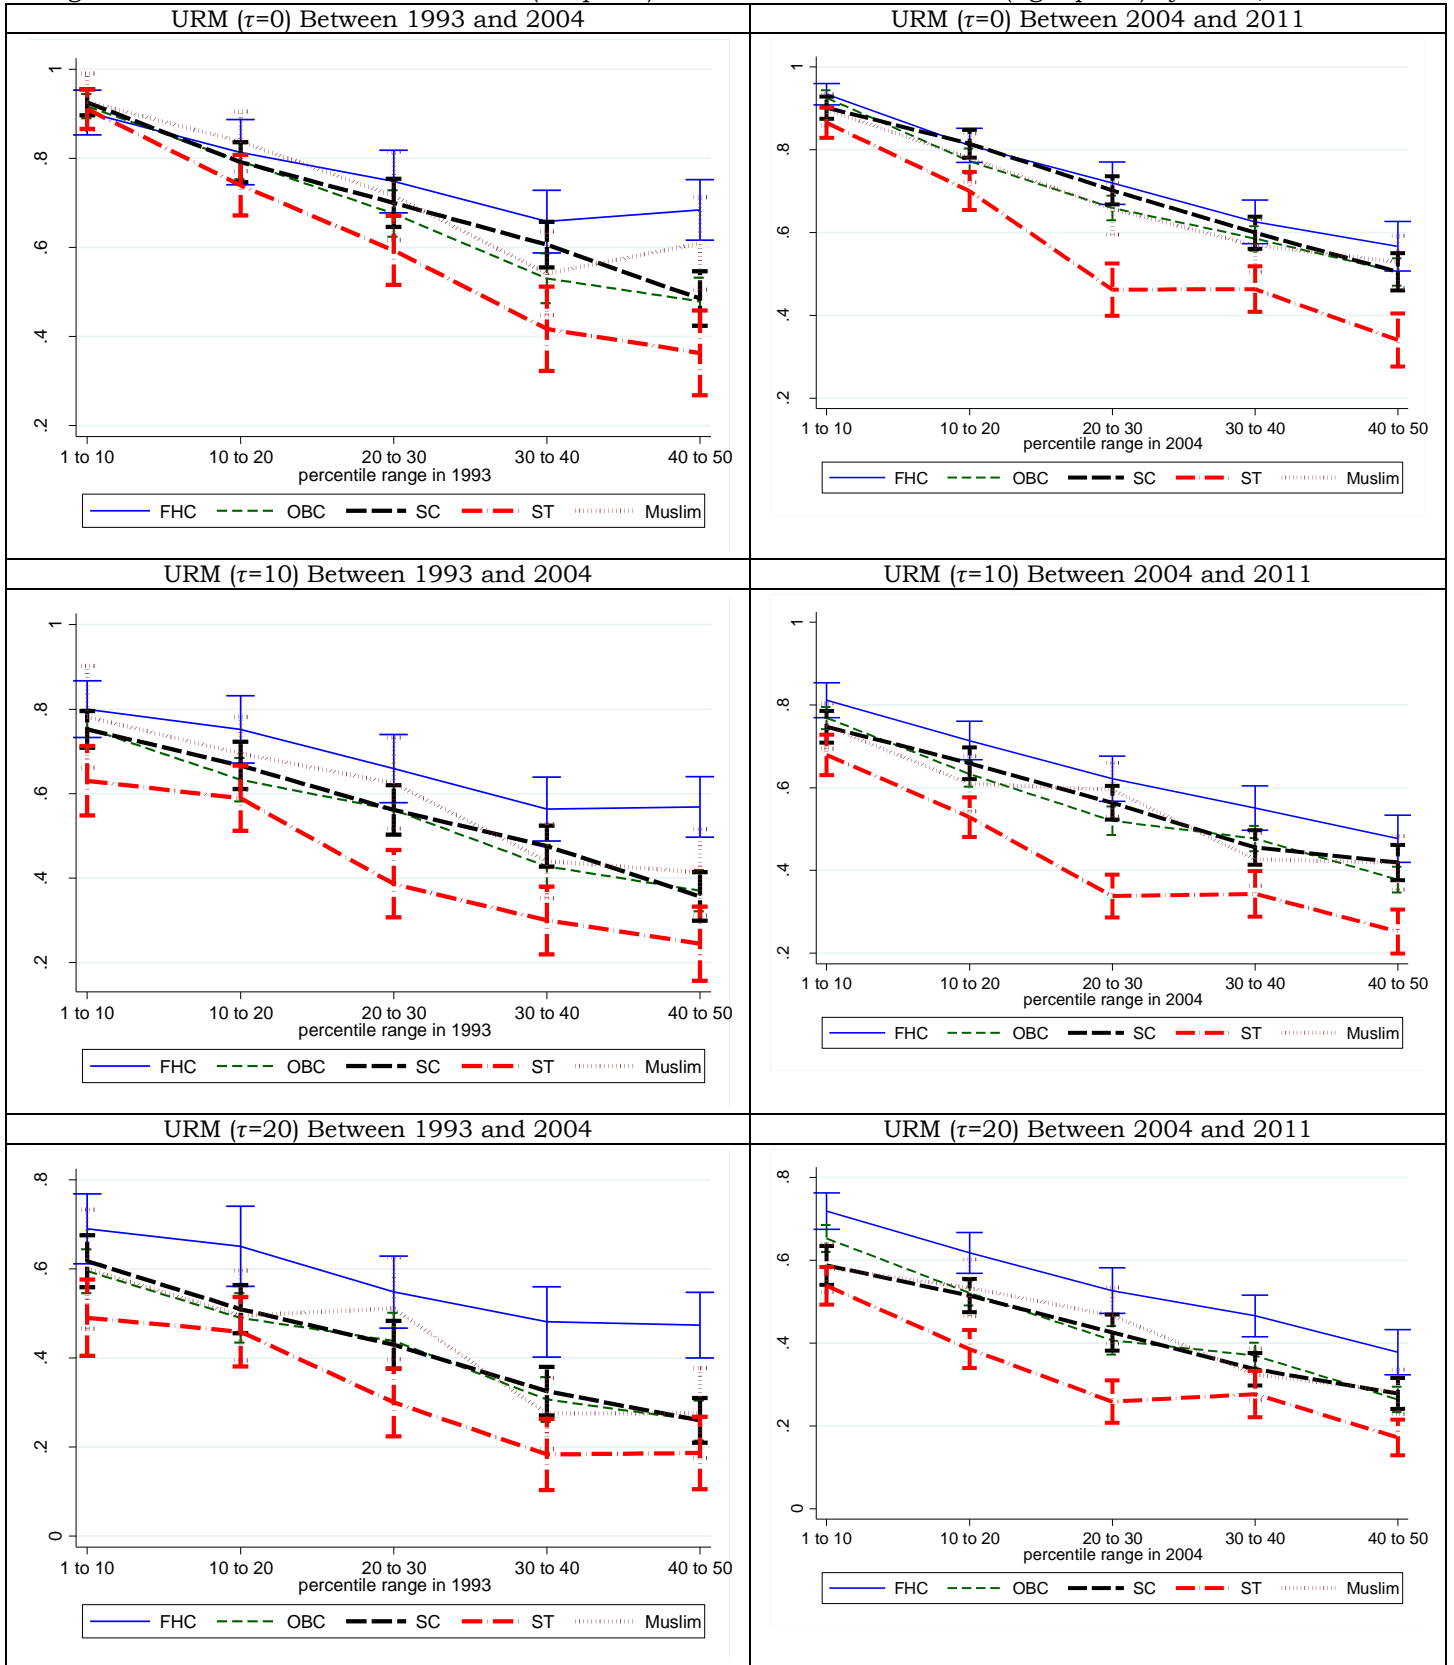 URM (τ=0) Between 1993 and 2004
1
.8
.6
.4
.2
1 to 10 10 to 20 20 to 30 30 to 40 40 to 50
percentile range in 1993
FHC OBC SC ST Muslim
URM (τ=0) Between 2004 and 2011
1
.8
.6
.4
.2
1 to 10 10 to 20 20 to 30 30 to 40 40 to 50
percentile range in 2004
FHC OBC SC ST Muslim
URM (τ=10) Between 1993 and 2004
1
.8
.6
.4
.2
1 to 10 10 to 20 20 to 30 30 to 40 40 to 50
percentile range in 1993
FHC OBC SC ST Muslim
URM (τ=10) Between 2004 and 2011
1
.8
.6
.4
.2
1 to 10 10 to 20 20 to 30 30 to 40 40 to 50
percentile range in 2004
FHC OBC SC ST Muslim
URM (τ=20) Between 1993 and 2004
.8
.6
.4
.2
0
1 to 10 10 to 20 20 to 30 30 to 40 40 to 50
percentile range in 1993
FHC OBC SC ST Muslim
URM (τ=20) Between 2004 and 2011
.8
.6
.4
.2
0
1 to 10 10 to 20 20 to 30 30 to 40 40 to 50
percentile range in 2004
FHC OBC SC ST Muslim